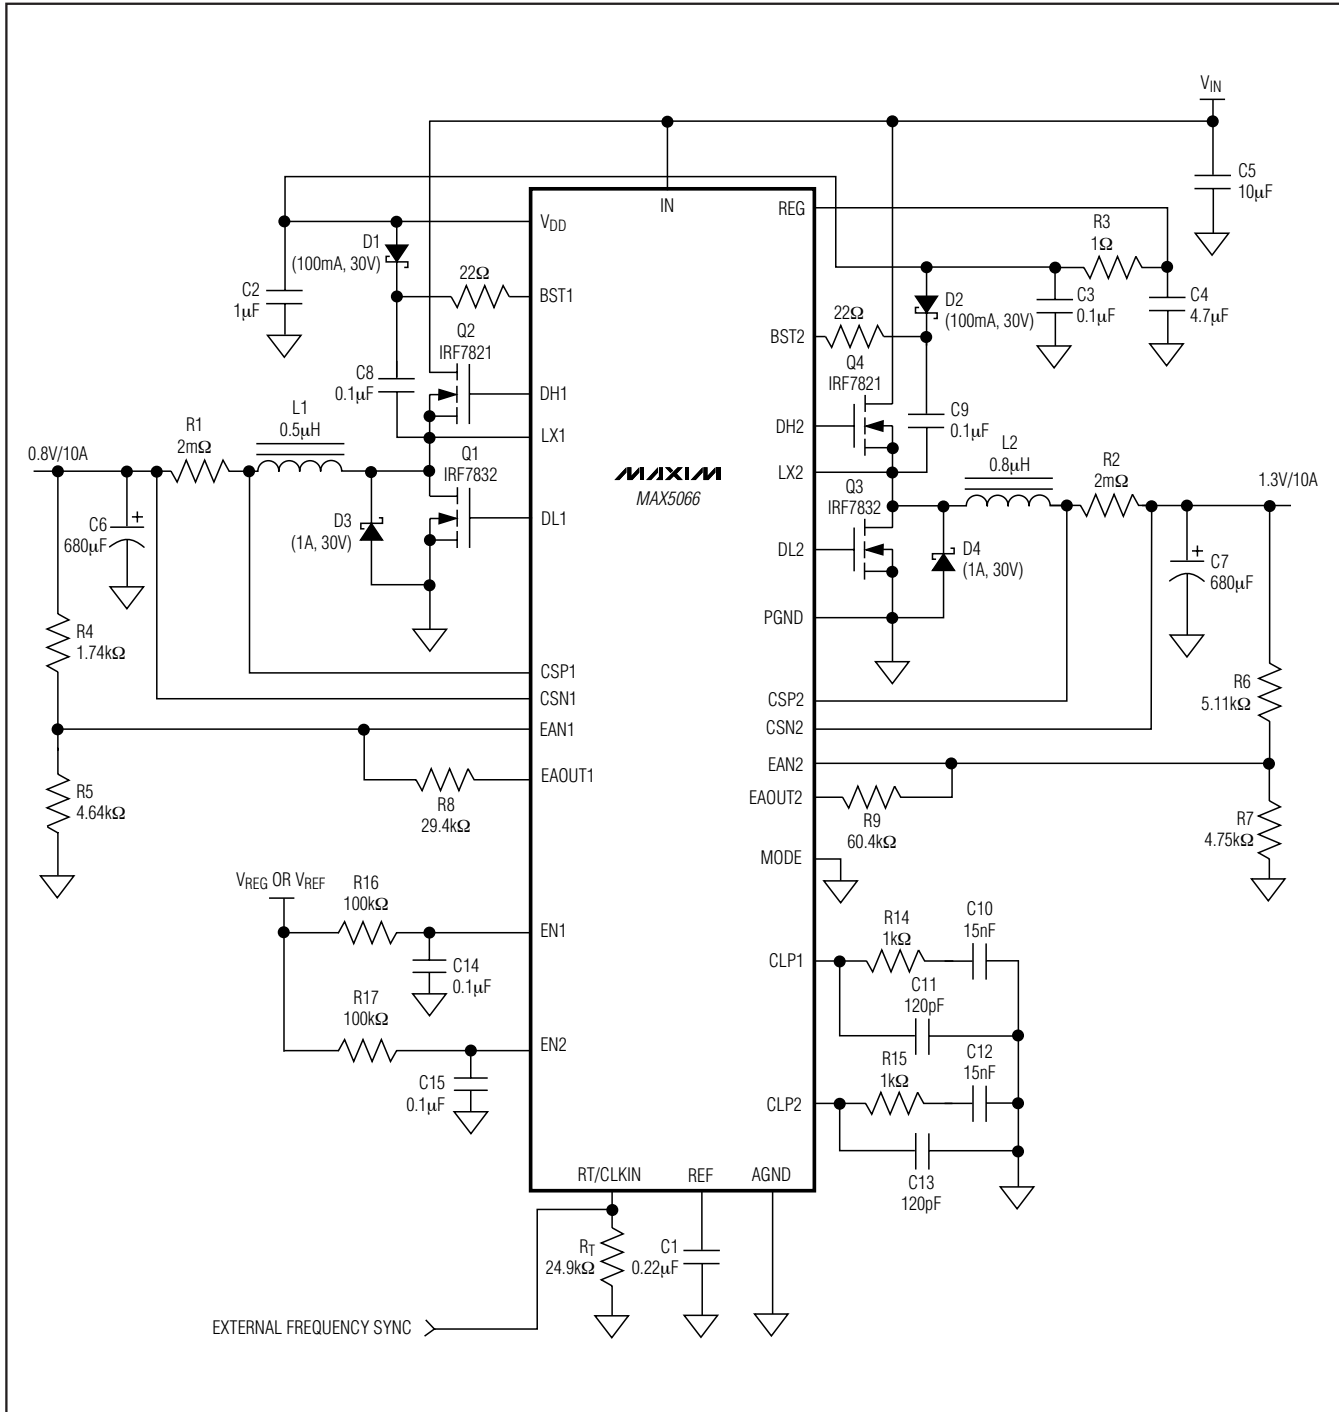 V_IN
C5
10µF
IN
REG
V_DD
D1
(100mA, 30V)
22Ω
BST1
C2
1µF
R3
1Ω
D2
(100mA, 30V)
C3
0.1µF
C4
4.7µF
22Ω
BST2
Q2
IRF7821
C8
0.1µF
DH1
LX1
Q4
IRF7821
DH2
C9
0.1µF
LX2
L1
0.5µH
R1
2mΩ
0.8V/10A
Q1
IRF7832
DL1
D3
(1A, 30V)
C6
680µF
+
MAXIM
MAX5066
Q3
IRF7832
DL2
L2
0.8µH
R2
2mΩ
1.3V/10A
D4
(1A, 30V)
+
C7
680µF
PGND
R4
1.74kΩ
CSP1
CSN1
EAN1
EAOUT1
R8
29.4kΩ
R5
4.64kΩ
CSP2
CSN2
EAN2
EAOUT2
R9
60.4kΩ
R6
5.11kΩ
R7
4.75kΩ
MODE
V_REG OR V_REF
R16
100kΩ
EN1
C14
0.1µF
R17
100kΩ
EN2
C15
0.1µF
CLP1
R14
1kΩ
C10
15nF
C11
120pF
CLP2
R15
1kΩ
C12
15nF
C13
120pF
RT/CLKIN
REF
AGND
R_T
24.9kΩ
C1
0.22µF
EXTERNAL FREQUENCY SYNC